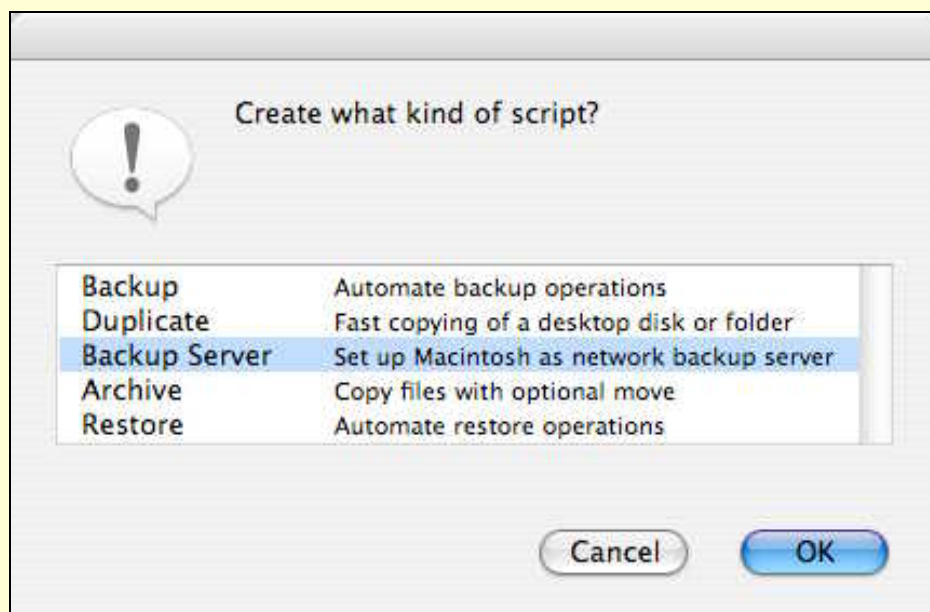 Create what kind of script?
Backup Automate backup operations
Duplicate Fast copying of a desktop disk or folder
Backup Server Set up Macintosh as network backup server
Archive Copy files with optional move
Restore Automate restore operations
Cancel OK